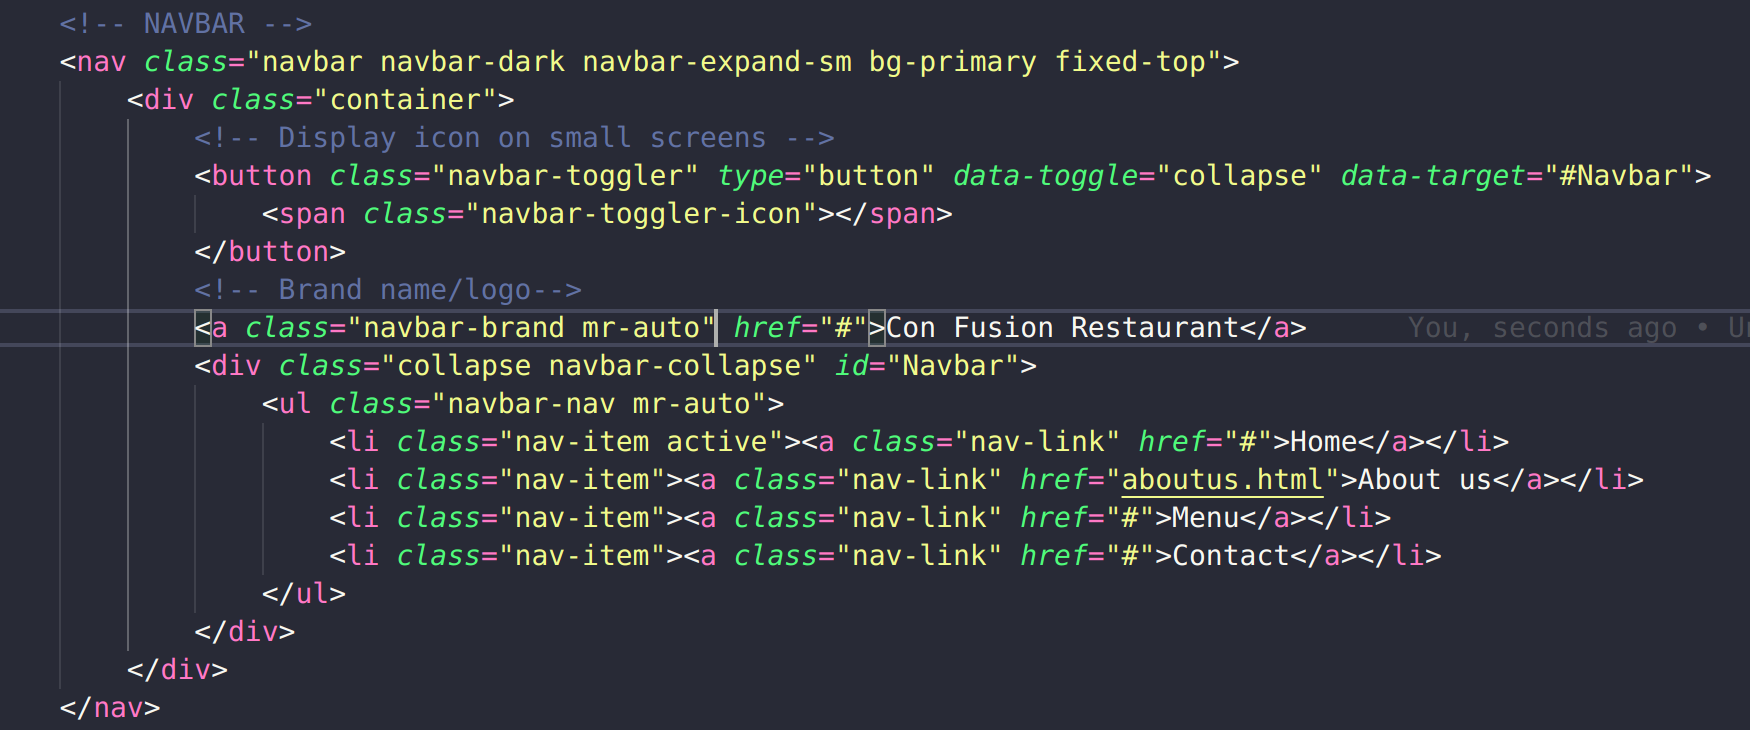 <!-- NAVBAR -->
<nav class="navbar navbar-dark navbar-expand-sm bg-primary fixed-top">
    <div class="container">
        <!-- Display icon on small screens -->
        <button class="navbar-toggler" type="button" data-toggle="collapse" data-target="#Navbar">
            <span class="navbar-toggler-icon"></span>
        </button>
        <!-- Brand name/logo-->
        <a class="navbar-brand mr-auto" href="#">Con Fusion Restaurant</a>      You, seconds ago •
        <div class="collapse navbar-collapse" id="Navbar">
            <ul class="navbar-nav mr-auto">
                <li class="nav-item active"><a class="nav-link" href="#">Home</a></li>
                <li class="nav-item"><a class="nav-link" href="aboutus.html">About us</a></li>
                <li class="nav-item"><a class="nav-link" href="#">Menu</a></li>
                <li class="nav-item"><a class="nav-link" href="#">Contact</a></li>
            </ul>
        </div>
    </div>
</nav>